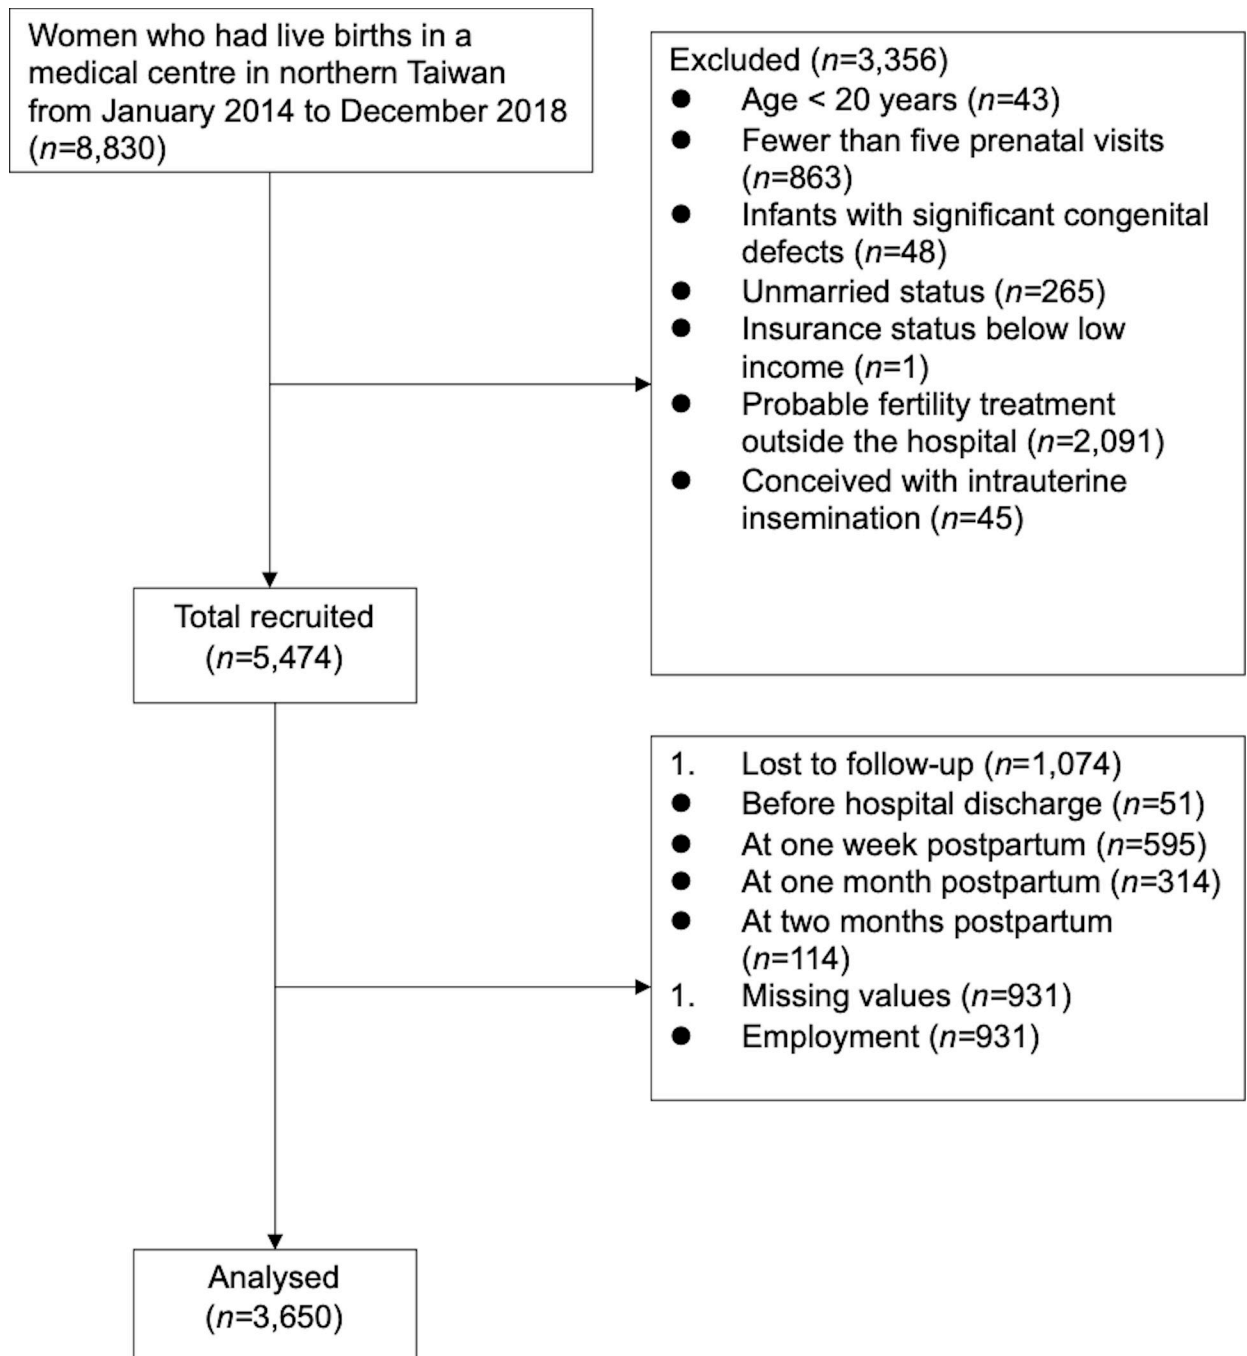 Women who had live births in a
medical centre in northern Taiwan
from January 2014 to December 2018
(n=8,830)
Excluded (n=3,356)
● Age < 20 years (n=43)
● Fewer than five prenatal visits
(n=863)
● Infants with significant congenital
defects (n=48)
● Unmarried status (n=265)
● Insurance status below low
income (n=1)
● Probable fertility treatment
outside the hospital (n=2,091)
● Conceived with intrauterine
insemination (n=45)
Total recruited
(n=5,474)
1. Lost to follow-up (n=1,074)
● Before hospital discharge (n=51)
● At one week postpartum (n=595)
● At one month postpartum (n=314)
● At two months postpartum
(n=114)
1. Missing values (n=931)
● Employment (n=931)
Analysed
(n=3,650)